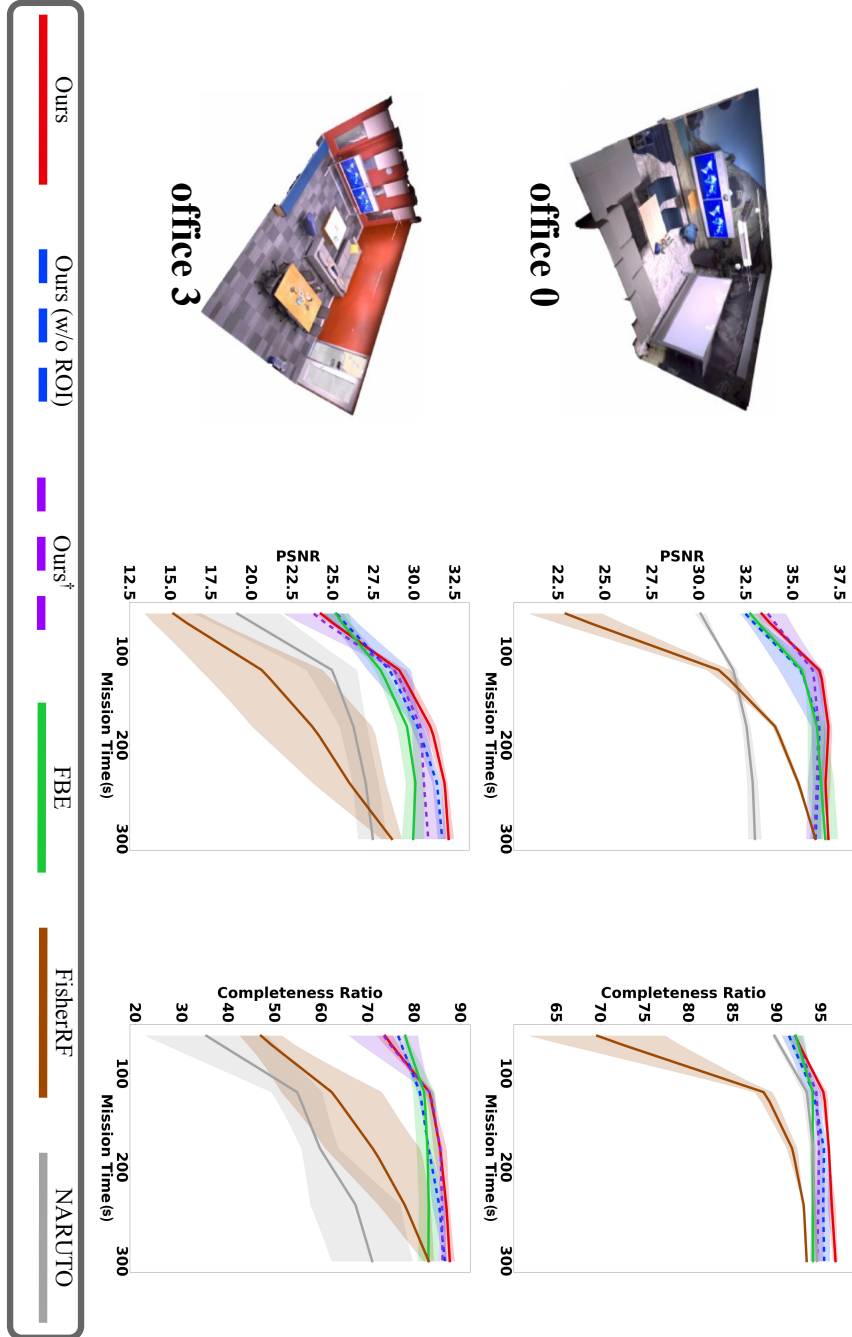 office 0
PSNR
37.5
35.0
32.5
30.0
27.5
25.0
22.5
100
200
300
Mission Time(s)
Completeness Ratio
95
90
85
80
75
70
65
100
200
300
Mission Time(s)
office 3
PSNR
32.5
30.0
27.5
25.0
22.5
20.0
17.5
15.0
12.5
100
200
300
Mission Time(s)
Completeness Ratio
90
80
70
60
50
40
30
20
100
200
300
Mission Time(s)
Ours
Ours (w/o ROI)
Ours†
FBE
FisherRF
NARUTO